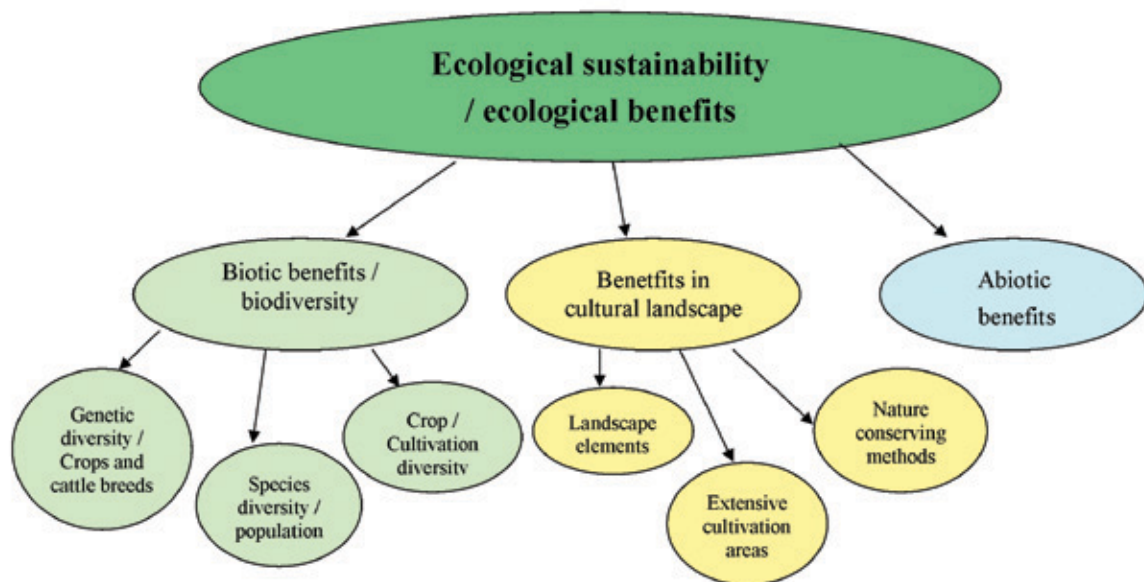 Ecological sustainability
/ ecological benefits
Biotic benefits /
biodiversity
Benetfits in
cultural landscape
Abiotic
benefits
Genetic
diversity /
Crops and
cattle breeds
Species
diversity /
population
Crop /
Cultivation
diversitv
Landscape
elements
Extensive
cultivation
areas
Nature
conserving
methods